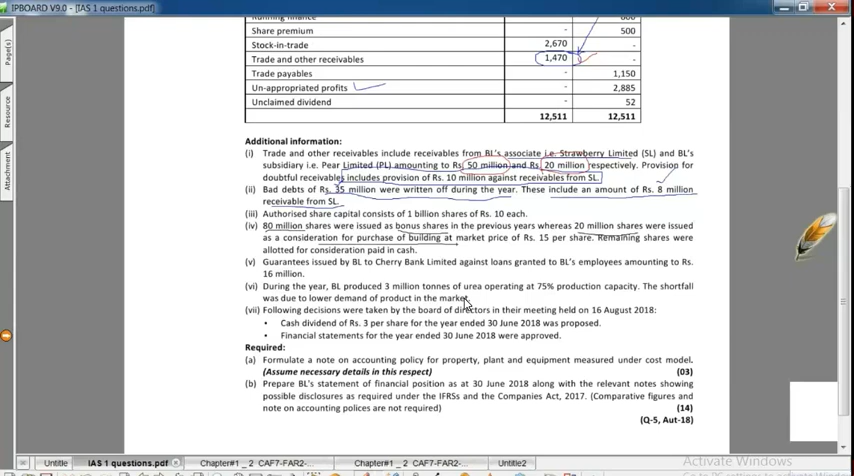 IPBOARD V9.0 - [IAS 1 questions.pdf]
Page(s)
Resource
Attachment
Running finance - 800
Share premium - 500
Stock-in-trade 2,670 -
Trade and other receivables 1,470 -
Trade payables - 1,150
Un-appropriated profits - 2,885
Unclaimed dividend - 52
12,511 12,511
Additional information:
(i) Trade and other receivables include receivables from BL's associate i.e. Strawberry Limited (SL) and BL's
subsidiary i.e. Pear Limited (PL) amounting to Rs. 50 million and Rs. 20 million respectively. Provision for
doubtful receivables includes provision of Rs. 10 million against receivables from SL.
(ii) Bad debts of Rs. 35 million were written off during the year. These include an amount of Rs. 8 million
receivable from SL.
(iii) Authorised share capital consists of 1 billion shares of Rs. 10 each.
(iv) 80 million shares were issued as bonus shares in the previous years whereas 20 million shares were issued
as a consideration for purchase of building at market price of Rs. 15 per share. Remaining shares were
allotted for consideration paid in cash.
(v) Guarantees issued by BL to Cherry Bank Limited against loans granted to BL's employees amounting to Rs.
16 million.
(vi) During the year, BL produced 3 million tonnes of urea operating at 75% production capacity. The shortfall
was due to lower demand of product in the market.
(vii) Following decisions were taken by the board of directors in their meeting held on 16 August 2018:
• Cash dividend of Rs. 3 per share for the year ended 30 June 2018 was proposed.
• Financial statements for the year ended 30 June 2018 were approved.
Required:
(a) Formulate a note on accounting policy for property, plant and equipment measured under cost model.
(Assume necessary details in this respect) (03)
(b) Prepare BL's statement of financial position as at 30 June 2018 along with the relevant notes showing
possible disclosures as required under the IFRSs and the Companies Act, 2017. (Comparative figures and
note on accounting polices are not required) (14)
(Q-5, Aut-18)
Activate Windows
Untitle IAS 1 questions.pdf Chapter#1 _ 2 CAF7-FAR2-... Chapter#1 _ 2 CAF7-FAR2-... Untitle2